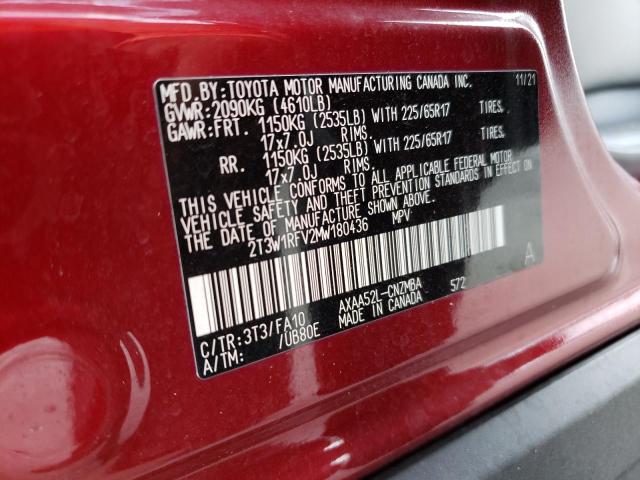 MFD.BY:TOYOTA MOTOR MANUFACTURING CANADA INC. 11/21
GVWR:2090KG (4610LB)
GAWR:FRT. 1150KG (2535LB) WITH 225/65R17 TIRES.
17x7.0J RIMS.
RR. 1150KG (2535LB) WITH 225/65R17 TIRES.
17x7.0J RIMS.
THIS VEHICLE CONFORMS TO ALL APPLICABLE FEDERAL MOTOR
VEHICLE SAFETY AND THEFT PREVENTION STANDARDS IN EFFECT ON
THE DATE OF MANUFACTURE SHOWN ABOVE.
2T3W1RFV2MW180436 MPV
A
C/TR:3T3/FA10 AXAA52L-CNZMBA 572
A/TM: /UB80E MADE IN CANADA